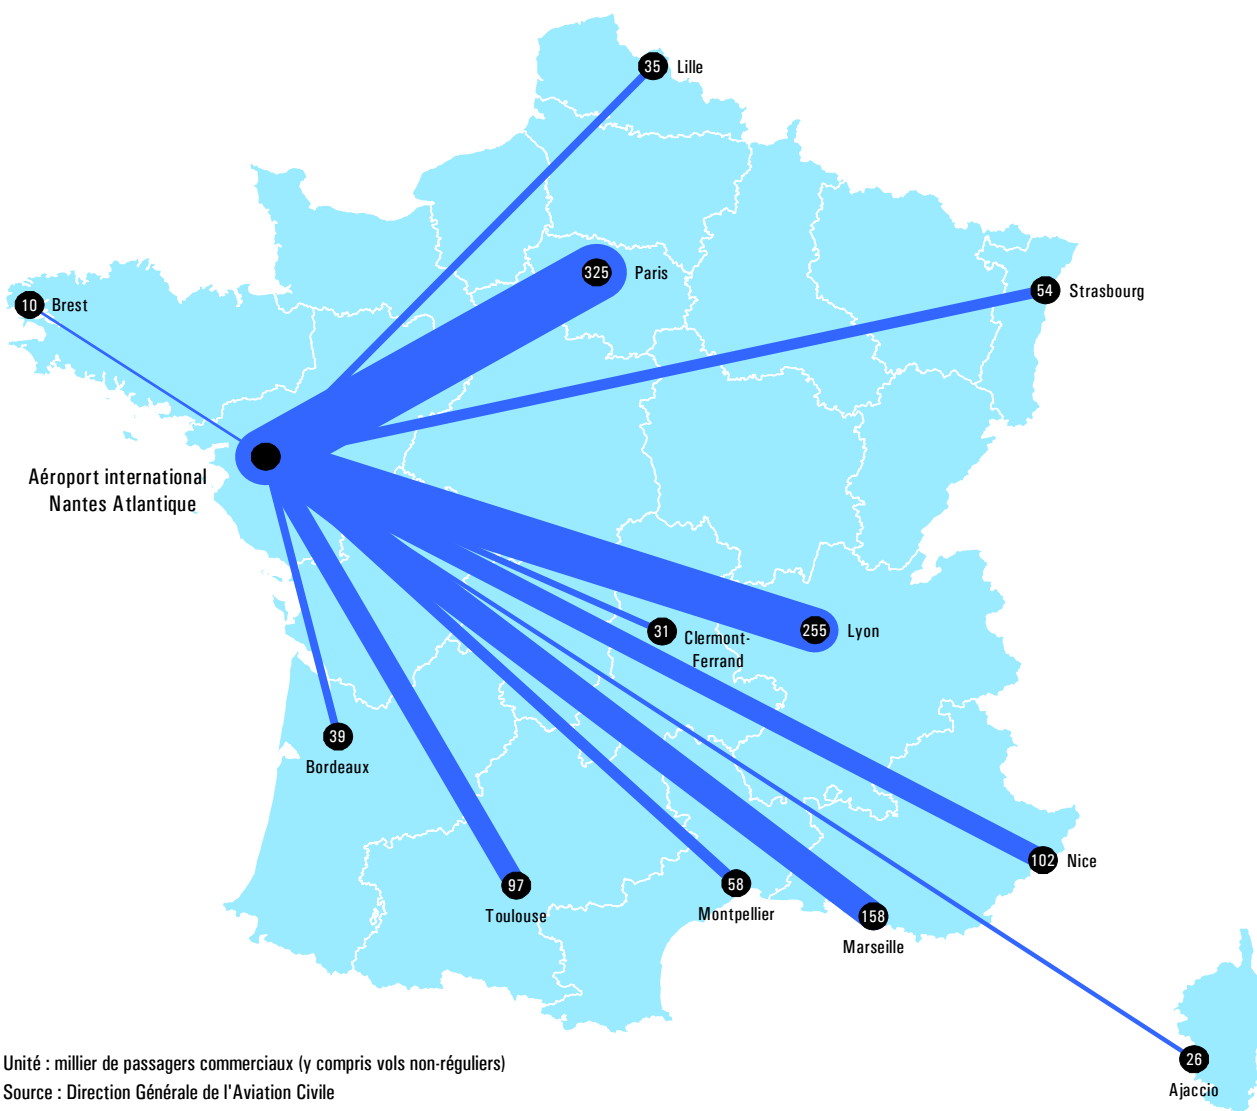 35 Lille
325 Paris
54 Strasbourg
10 Brest
Aéroport international
Nantes Atlantique
31 Clermont-
Ferrand
255 Lyon
39
Bordeaux
97
Toulouse
58
Montpellier
158
Marseille
102 Nice
26
Ajaccio
Unité : millier de passagers commerciaux (y compris vols non-réguliers)
Source : Direction Générale de l'Aviation Civile